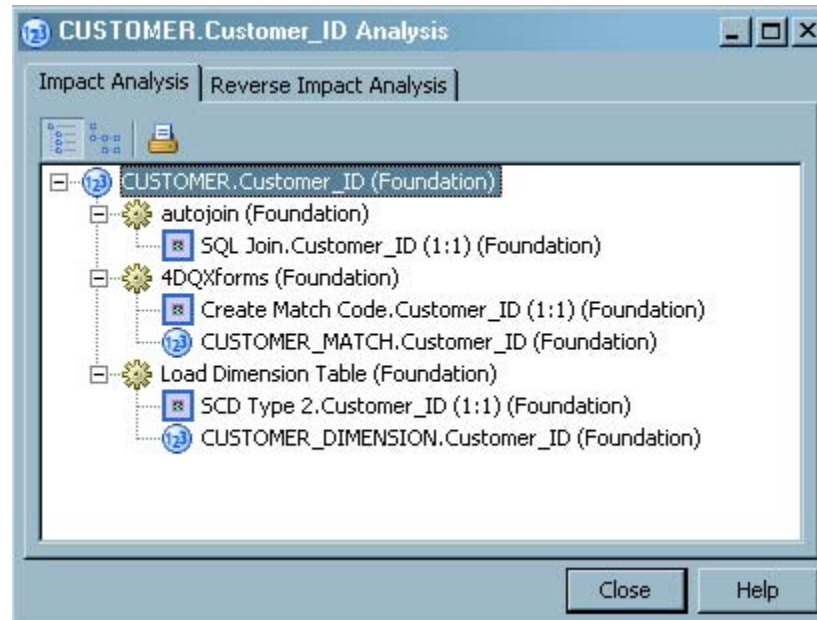 CUSTOMER.Customer_ID Analysis
Impact Analysis Reverse Impact Analysis
CUSTOMER.Customer_ID (Foundation)
autojoin (Foundation)
SQL Join.Customer_ID (1:1) (Foundation)
4DQXforms (Foundation)
Create Match Code.Customer_ID (1:1) (Foundation)
CUSTOMER_MATCH.Customer_ID (Foundation)
Load Dimension Table (Foundation)
SCD Type 2.Customer_ID (1:1) (Foundation)
CUSTOMER_DIMENSION.Customer_ID (Foundation)
Close Help